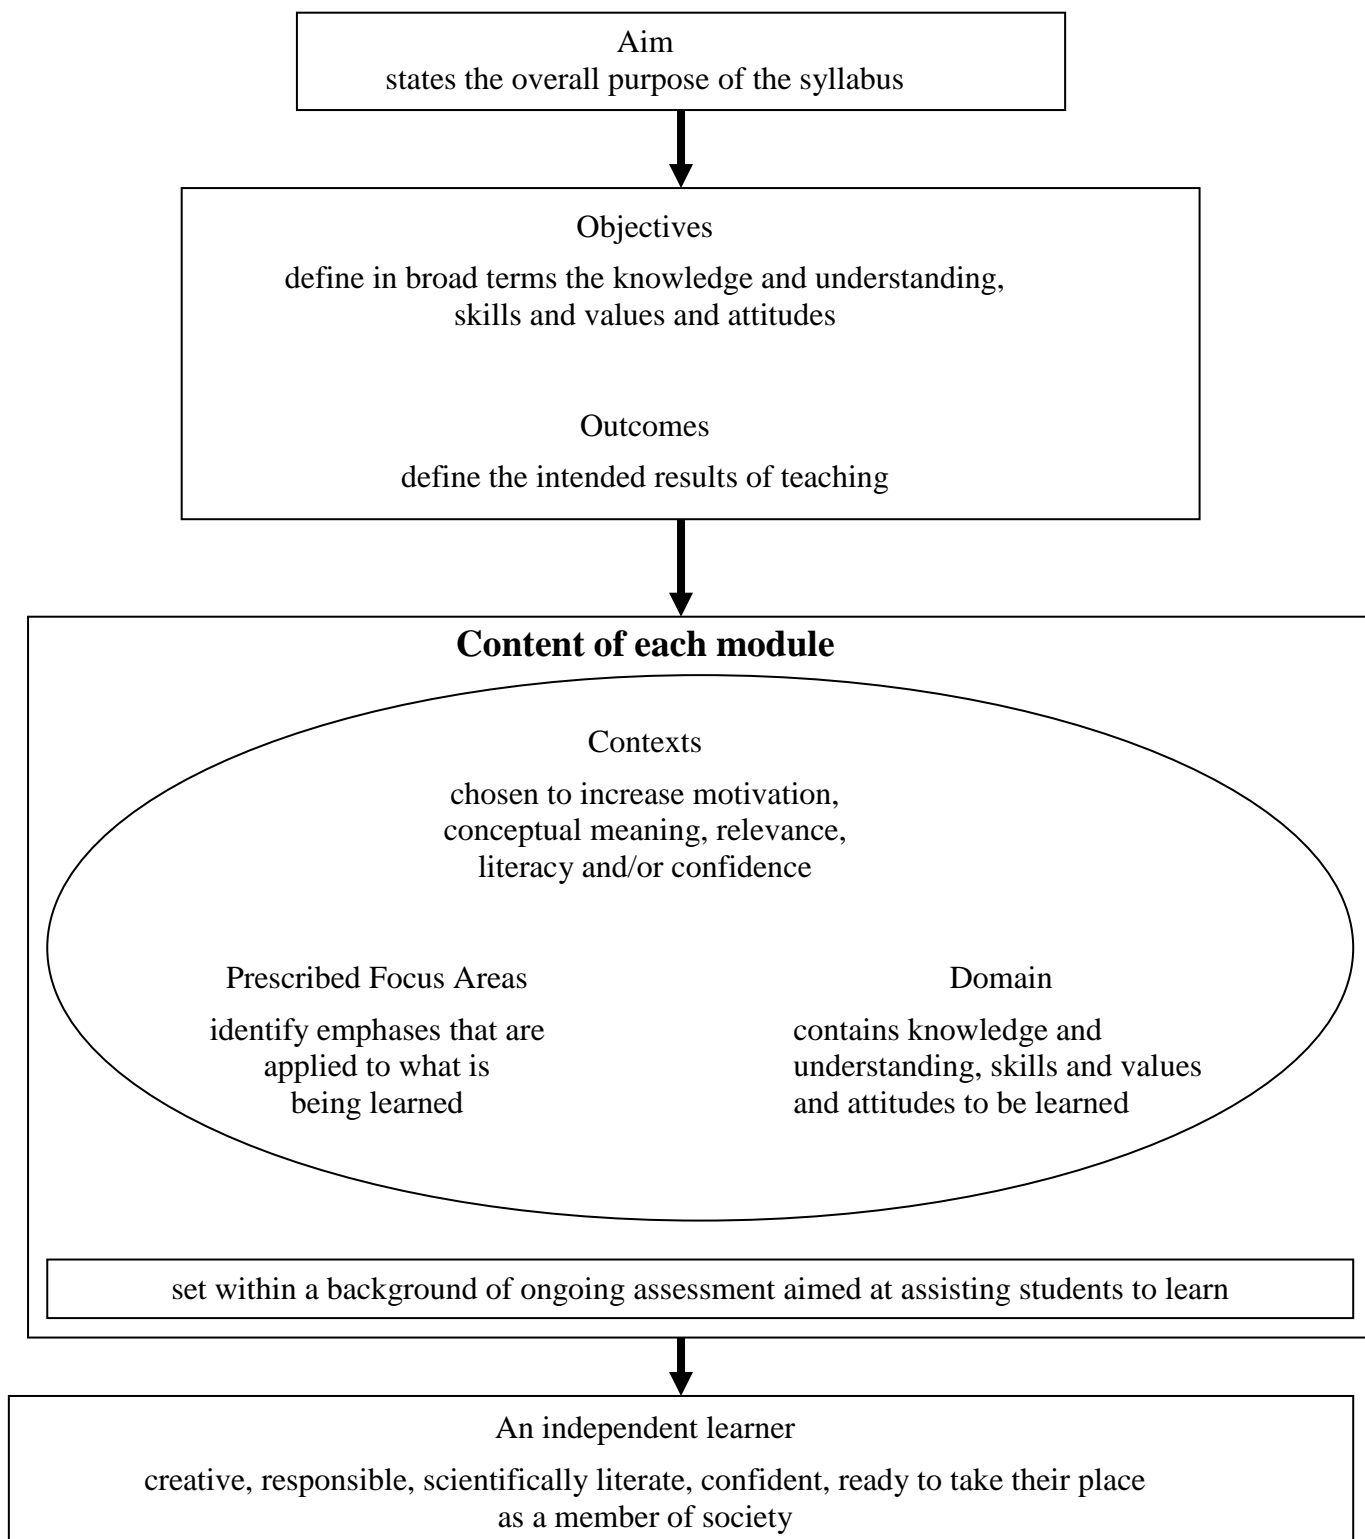 Aim
states the overall purpose of the syllabus
Objectives
define in broad terms the knowledge and understanding,
skills and values and attitudes
Outcomes
define the intended results of teaching
Content of each module
Contexts
chosen to increase motivation,
conceptual meaning, relevance,
literacy and/or confidence
Prescribed Focus Areas
identify emphases that are
applied to what is
being learned
Domain
contains knowledge and
understanding, skills and values
and attitudes to be learned
set within a background of ongoing assessment aimed at assisting students to learn
An independent learner
creative, responsible, scientifically literate, confident, ready to take their place
as a member of society